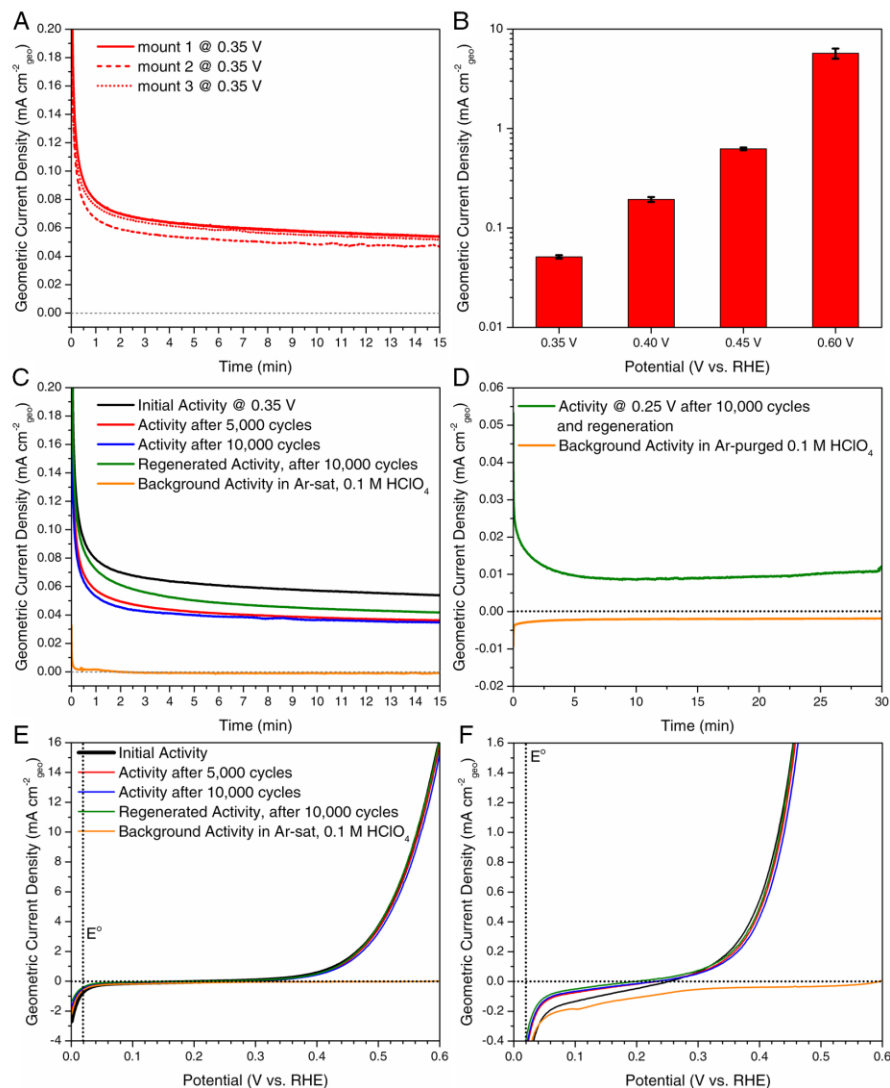 A
Geometric Current Density (mA cm⁻²geo)
0.20
0.18
0.16
0.14
0.12
0.10
0.08
0.06
0.04
0.02
0.00
mount 1 @ 0.35 V
mount 2 @ 0.35 V
mount 3 @ 0.35 V
0 1 2 3 4 5 6 7 8 9 10 11 12 13 14 15
Time (min)
B
Geometric Current Density (mA cm⁻²geo)
10
1
0.1
0.01
0.35 V 0.40 V 0.45 V 0.60 V
Potential (V vs. RHE)
C
Geometric Current Density (mA cm⁻²geo)
0.20
0.18
0.16
0.14
0.12
0.10
0.08
0.06
0.04
0.02
0.00
Initial Activity @ 0.35 V
Activity after 5,000 cycles
Activity after 10,000 cycles
Regenerated Activity, after 10,000 cycles
Background Activity in Ar-sat, 0.1 M HClO₄
0 1 2 3 4 5 6 7 8 9 10 11 12 13 14 15
Time (min)
D
Geometric Current Density (mA cm⁻²geo)
0.06
0.05
0.04
0.03
0.02
0.01
0.00
-0.01
-0.02
Activity @ 0.25 V after 10,000 cycles
and regeneration
Background Activity in Ar-purged 0.1 M HClO₄
0 5 10 15 20 25 30
Time (min)
E
Geometric Current Density (mA cm⁻²geo)
16
14
12
10
8
6
4
2
0
-2
-4
Initial Activity
Activity after 5,000 cycles
Activity after 10,000 cycles
Regenerated Activity, after 10,000 cycles
Background Activity in Ar-sat, 0.1 M HClO₄
E°
0.0 0.1 0.2 0.3 0.4 0.5 0.6
Potential (V vs. RHE)
F
Geometric Current Density (mA cm⁻²geo)
1.6
1.4
1.2
1.0
0.8
0.6
0.4
0.2
0.0
-0.2
-0.4
E°
0.0 0.1 0.2 0.3 0.4 0.5 0.6
Potential (V vs. RHE)